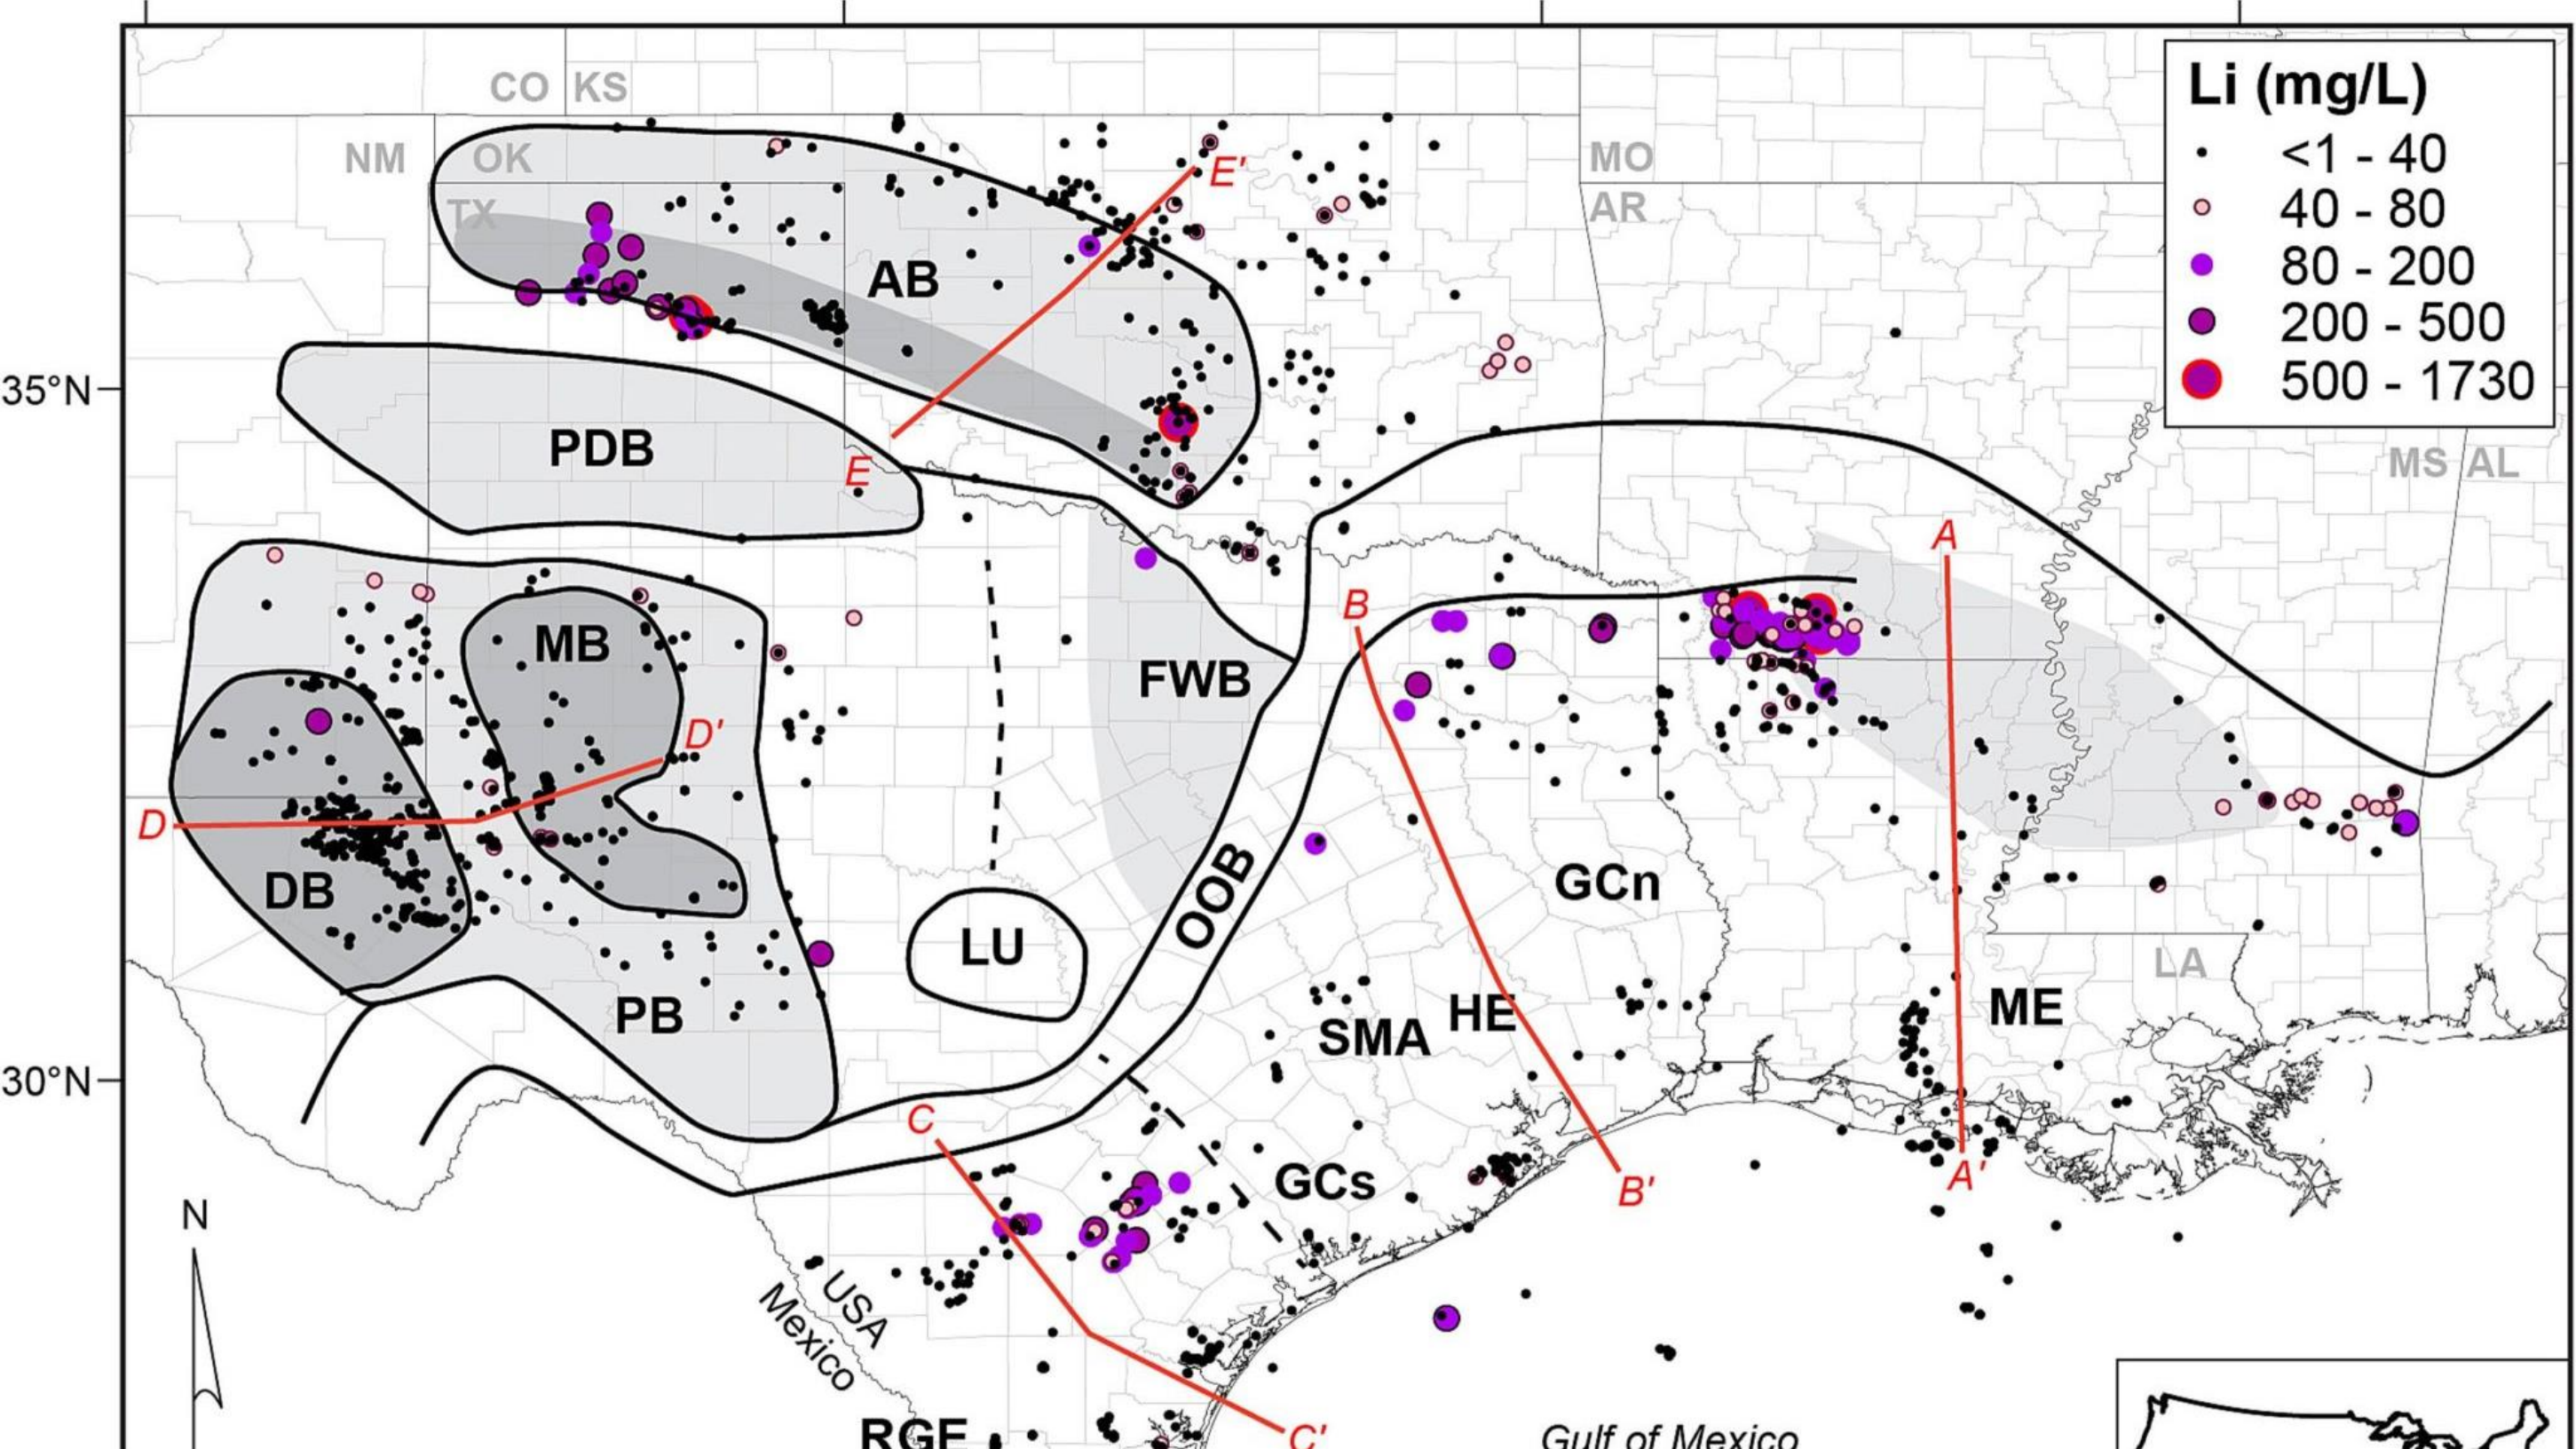 Li (mg/L)
<1 - 40
40 - 80
80 - 200
200 - 500
500 - 1730
CO KS
NM OK
TX
MO
AR
MS AL
LA
35°N
30°N
E'
AB
E
PDB
A
B
MB
FWB
D'
D
DB
OOB
GCn
LU
PB
SMA
HE
ME
C
GCs
B'
A'
N
USA
Mexico
RGE
C'
Gulf of Mexico